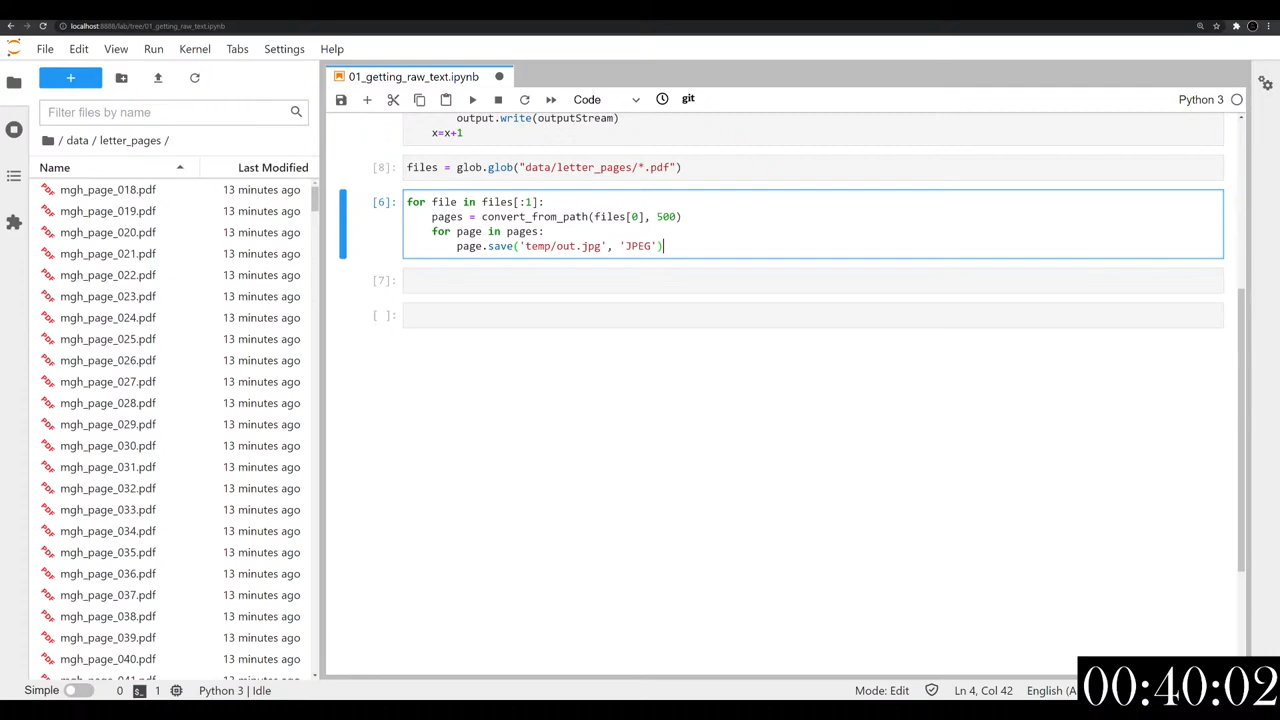 localhost:8888/lab/tree/01_getting_raw_text.ipynb
File Edit View Run Kernel Tabs Settings Help
+
01_getting_raw_text.ipynb
Filter files by name
Code
git
Python 3
/ data / letter_pages /
Name Last Modified
mgh_page_018.pdf 13 minutes ago
mgh_page_019.pdf 13 minutes ago
mgh_page_020.pdf 13 minutes ago
mgh_page_021.pdf 13 minutes ago
mgh_page_022.pdf 13 minutes ago
mgh_page_023.pdf 13 minutes ago
mgh_page_024.pdf 13 minutes ago
mgh_page_025.pdf 13 minutes ago
mgh_page_026.pdf 13 minutes ago
mgh_page_027.pdf 13 minutes ago
mgh_page_028.pdf 13 minutes ago
mgh_page_029.pdf 13 minutes ago
mgh_page_030.pdf 13 minutes ago
mgh_page_031.pdf 13 minutes ago
mgh_page_032.pdf 13 minutes ago
mgh_page_033.pdf 13 minutes ago
mgh_page_034.pdf 13 minutes ago
mgh_page_035.pdf 13 minutes ago
mgh_page_036.pdf 13 minutes ago
mgh_page_037.pdf 13 minutes ago
mgh_page_038.pdf 13 minutes ago
mgh_page_039.pdf 13 minutes ago
mgh_page_040.pdf 13 minutes ago
mgh_page_041.pdf 13 minutes ago
output.write(outputStream)
x=x+1
[8]: files = glob.glob("data/letter_pages/*.pdf")
[6]: for file in files[:1]:
pages = convert_from_path(files[0], 500)
for page in pages:
page.save('temp/out.jpg', 'JPEG')
[7]:
[ ]:
Simple 0 1 Python 3 | Idle
Mode: Edit Ln 4, Col 42 English (A
00:40:02